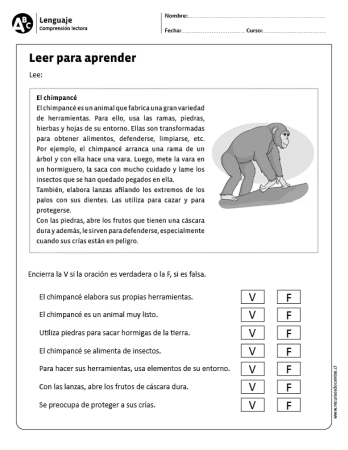 ABC
Lenguaje
Comprensión lectora
Nombre:
Fecha: Curso:
Leer para aprender
Lee:
El chimpancé
El chimpancé es un animal que fabrica una gran variedad
de herramientas. Para ello, usa las ramas, piedras,
hierbas y hojas de su entorno. Ellas son transformadas
para obtener alimentos, defenderse, limpiarse, etc.
Por ejemplo, el chimpancé arranca una rama de un
árbol y con ella hace una vara. Luego, mete la vara en
un hormiguero, la saca con mucho cuidado y lame los
insectos que se han quedado pegados en ella.
También, elabora lanzas afilando los extremos de los
palos con sus dientes. Las utiliza para cazar y para
protegerse.
Con las piedras, abre los frutos que tienen una cáscara
dura y además, le sirven para defenderse, especialmente
cuando sus crías están en peligro.
Encierra la V si la oración es verdadera o la F, si es falsa.
El chimpancé elabora sus propias herramientas. V F
El chimpancé es un animal muy listo. V F
Utiliza piedras para sacar hormigas de la tierra. V F
El chimpancé se alimenta de insectos. V F
Para hacer sus herramientas, usa elementos de su entorno. V F
Con las lanzas, abre los frutos de cáscara dura. V F
Se preocupa de proteger a sus crías. V F
www.recursosdocentes.cl